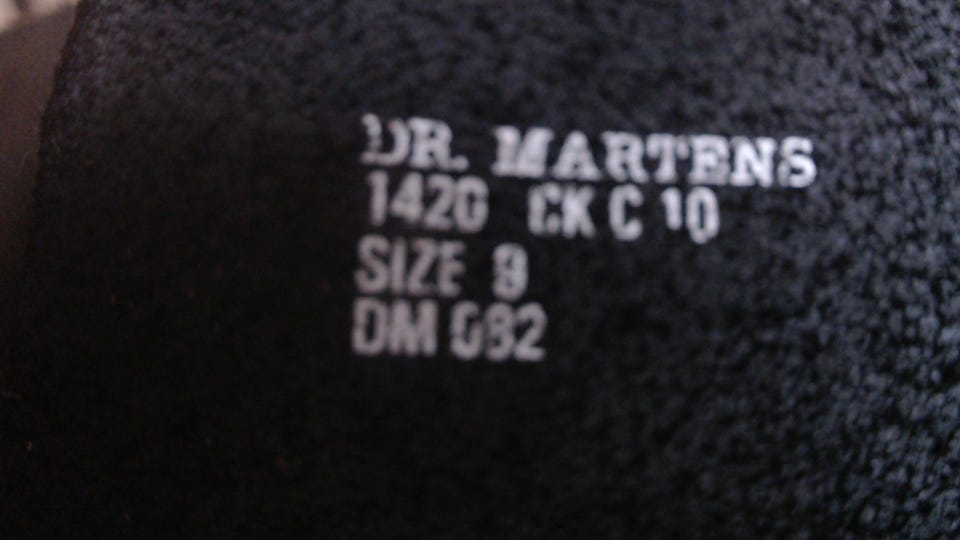 DR. MARTENS
1420 CK C 10
SIZE 9
DM 082